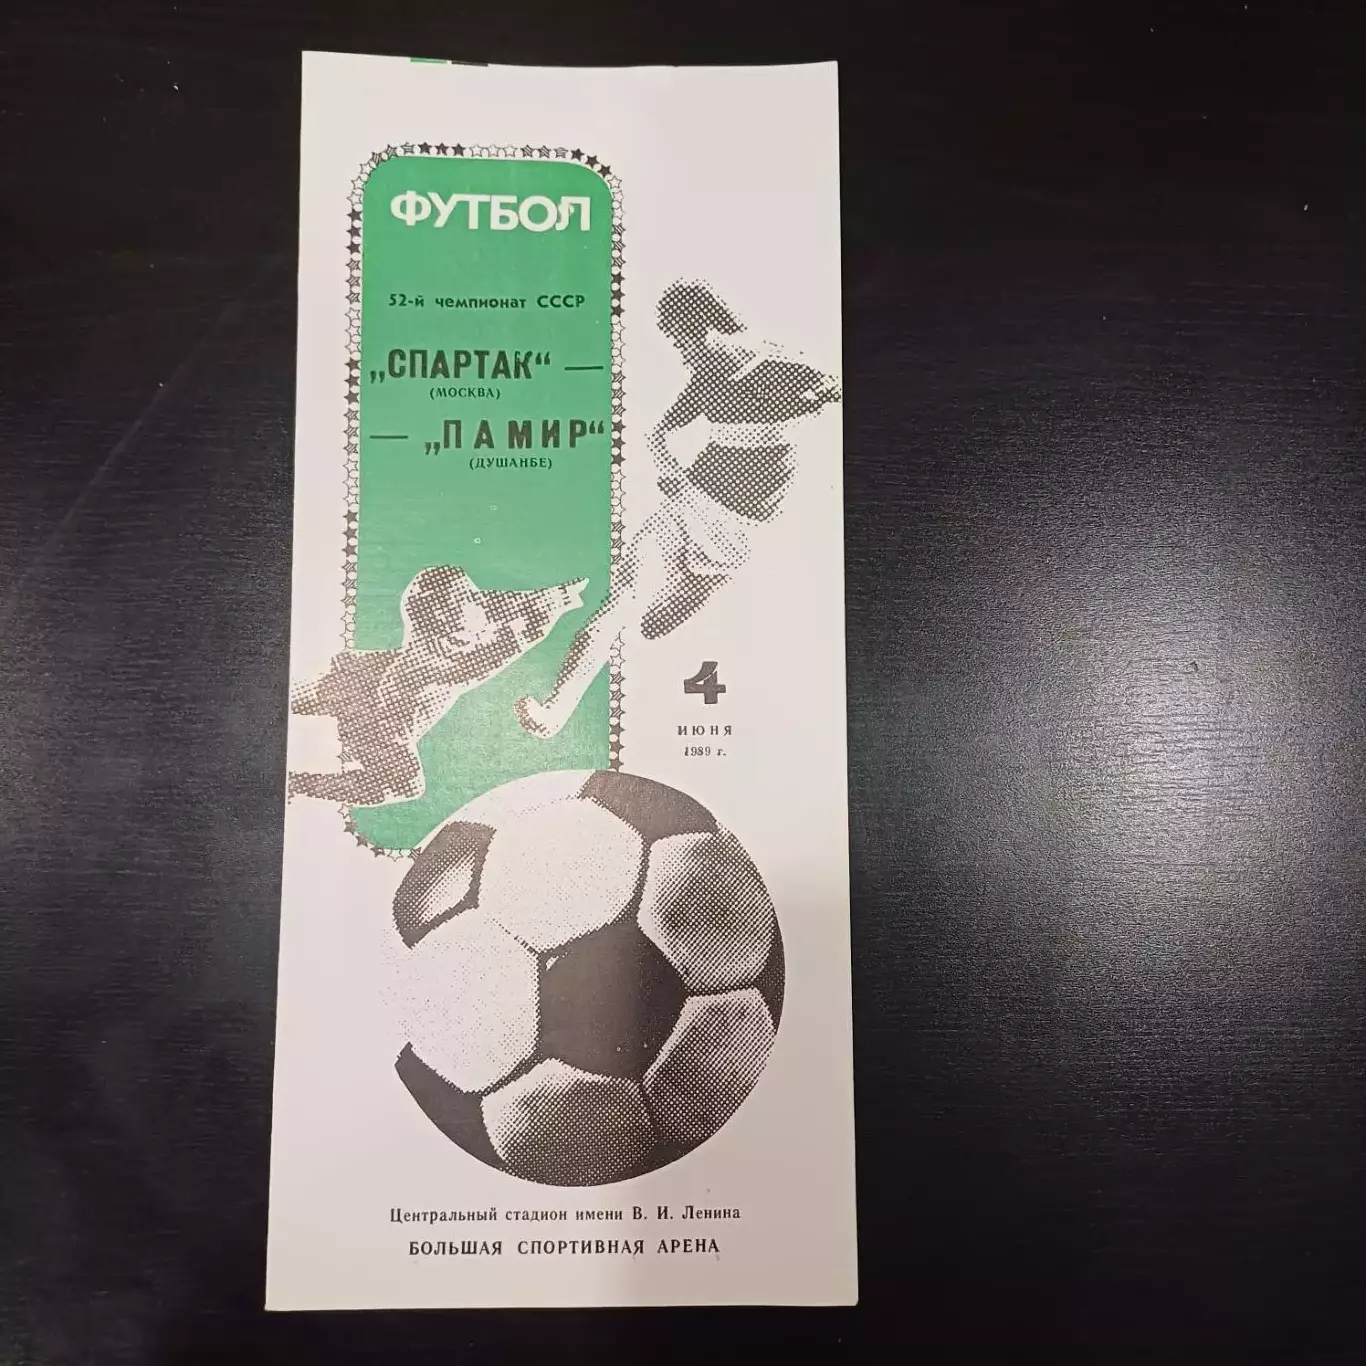 ФУТБОЛ
52-й чемпионат СССР
„СПАРТАК“ —
(МОСКВА)
— „ПАМИР“
(ДУШАНБЕ)
4
ИЮНЯ
1989 г.
Центральный стадион имени В. И. Ленина
БОЛЬШАЯ СПОРТИВНАЯ АРЕНА